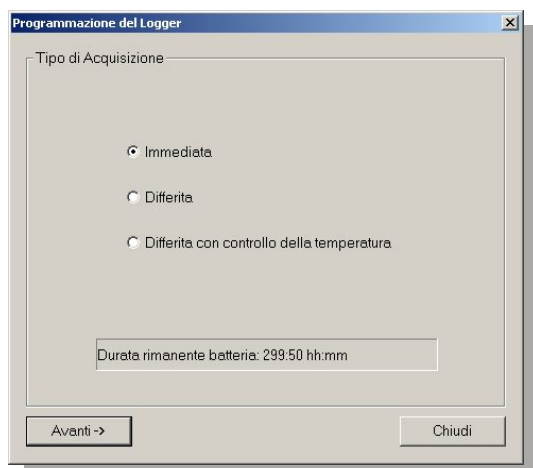 Programmazione del Logger
Tipo di Acquisizione
Immediata
Differita
Differita con controllo della temperatura
Durata rimanente batteria: 299:50 hh:mm
Avanti ->
Chiudi